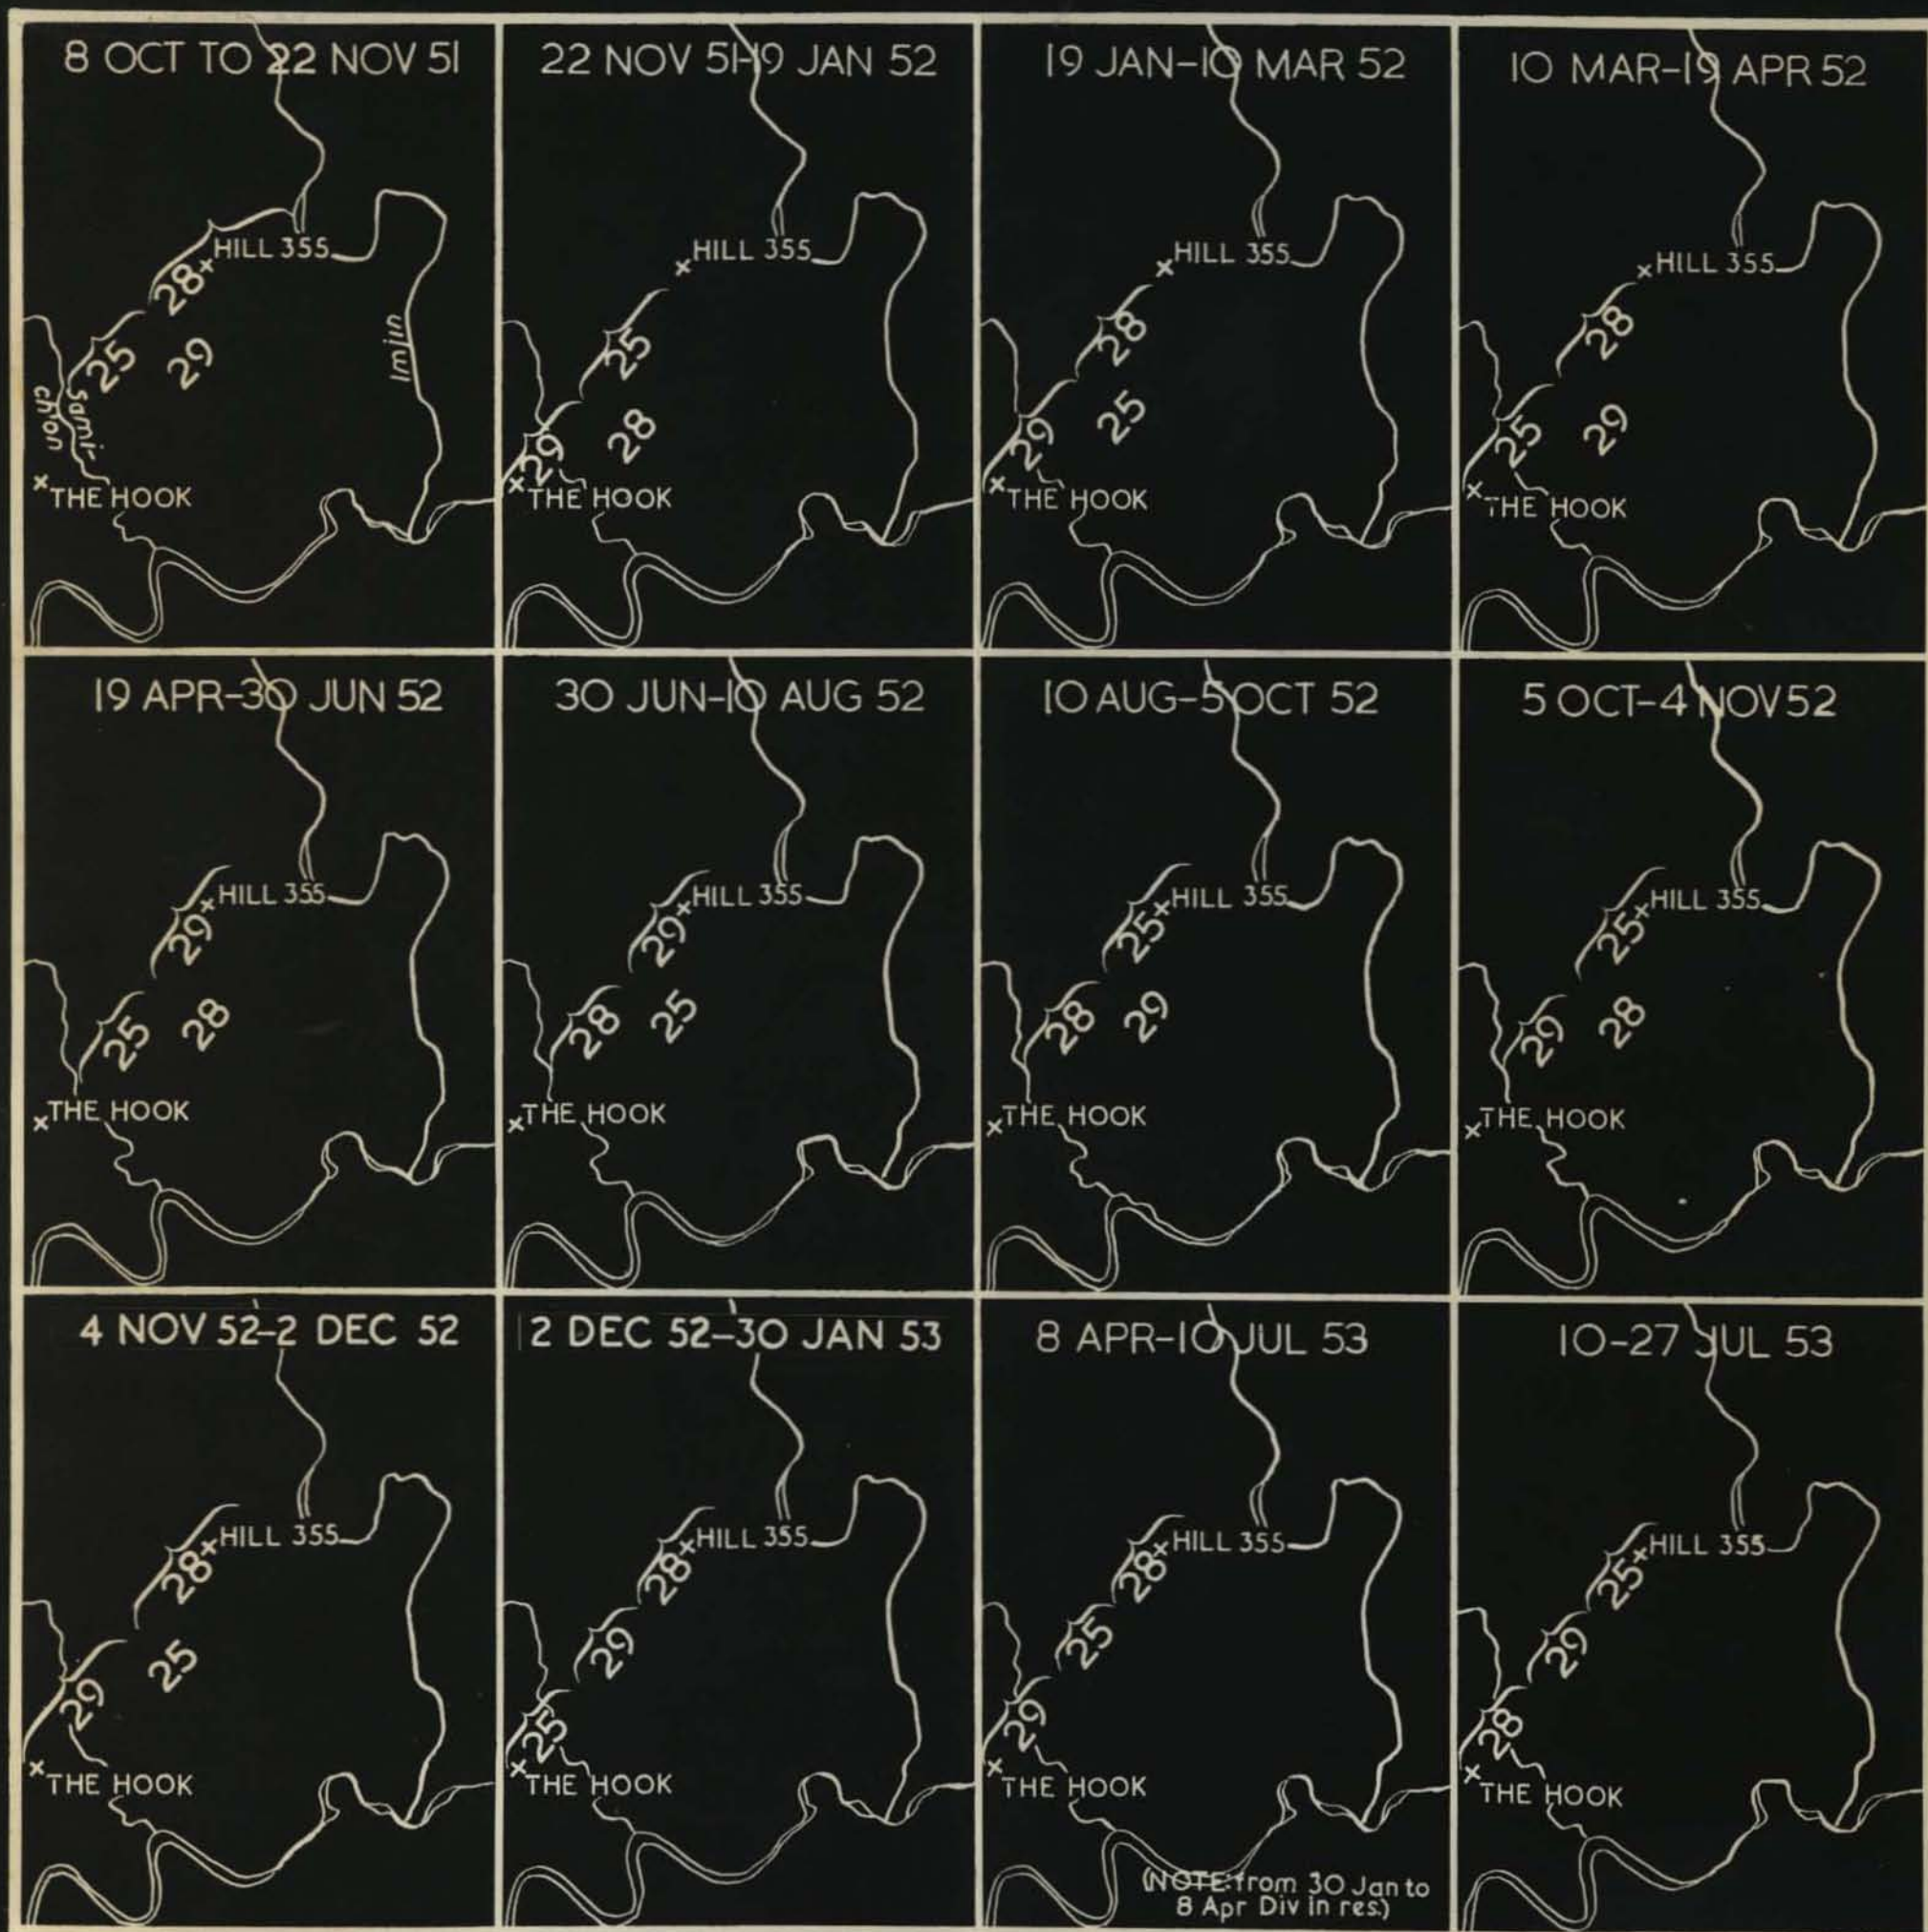 8 OCT TO 22 NOV 51
HILL 355
28
25
29
Imjin
Sami-
ch'on
THE HOOK
22 NOV 51-19 JAN 52
HILL 355
25
28
29
THE HOOK
19 JAN-10 MAR 52
HILL 355
28
25
29
THE HOOK
10 MAR-19 APR 52
HILL 355
28
25
29
THE HOOK
19 APR-30 JUN 52
HILL 355
29
25
28
THE HOOK
30 JUN-10 AUG 52
HILL 355
29
28
25
THE HOOK
10 AUG-5 OCT 52
HILL 355
25
28
29
THE HOOK
5 OCT-4 NOV 52
HILL 355
25
29
28
THE HOOK
4 NOV 52-2 DEC 52
HILL 355
28
25
29
THE HOOK
2 DEC 52-30 JAN 53
HILL 355
28
29
25
THE HOOK
8 APR-10 JUL 53
HILL 355
28
25
29
THE HOOK
(NOTE: from 30 Jan to
8 Apr Div in res.)
10-27 JUL 53
HILL 355
25
29
28
THE HOOK